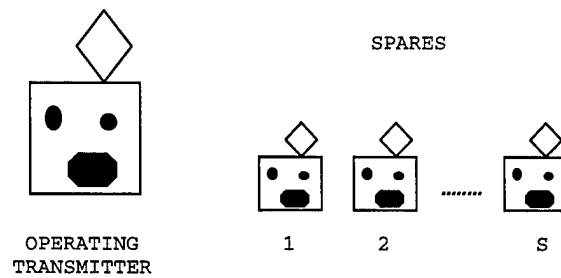 SPARES
OPERATING
TRANSMITTER
1 2 ........ S